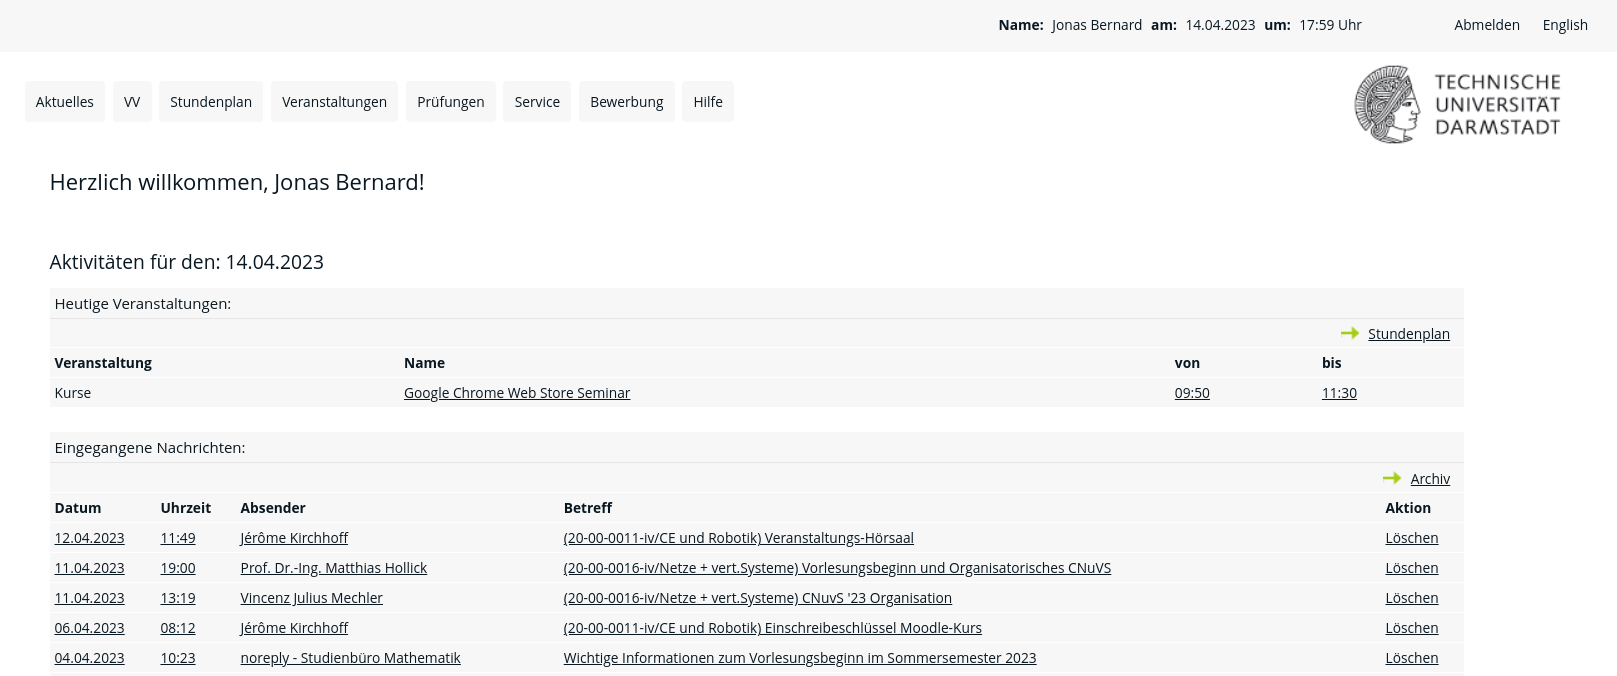 Name: Jonas Bernard am: 14.04.2023 um: 17:59 Uhr Abmelden English
Aktuelles VV Stundenplan Veranstaltungen Prüfungen Service Bewerbung Hilfe
TECHNISCHE
UNIVERSITÄT
DARMSTADT
Herzlich willkommen, Jonas Bernard!
Aktivitäten für den: 14.04.2023
Heutige Veranstaltungen:
Stundenplan
Veranstaltung Name von bis
Kurse Google Chrome Web Store Seminar 09:50 11:30
Eingegangene Nachrichten:
Archiv
Datum Uhrzeit Absender Betreff Aktion
12.04.2023 11:49 Jérôme Kirchhoff (20-00-0011-iv/CE und Robotik) Veranstaltungs-Hörsaal Löschen
11.04.2023 19:00 Prof. Dr.-Ing. Matthias Hollick (20-00-0016-iv/Netze + vert.Systeme) Vorlesungsbeginn und Organisatorisches CNuVS Löschen
11.04.2023 13:19 Vincenz Julius Mechler (20-00-0016-iv/Netze + vert.Systeme) CNuvS '23 Organisation Löschen
06.04.2023 08:12 Jérôme Kirchhoff (20-00-0011-iv/CE und Robotik) Einschreibeschlüssel Moodle-Kurs Löschen
04.04.2023 10:23 noreply - Studienbüro Mathematik Wichtige Informationen zum Vorlesungsbeginn im Sommersemester 2023 Löschen